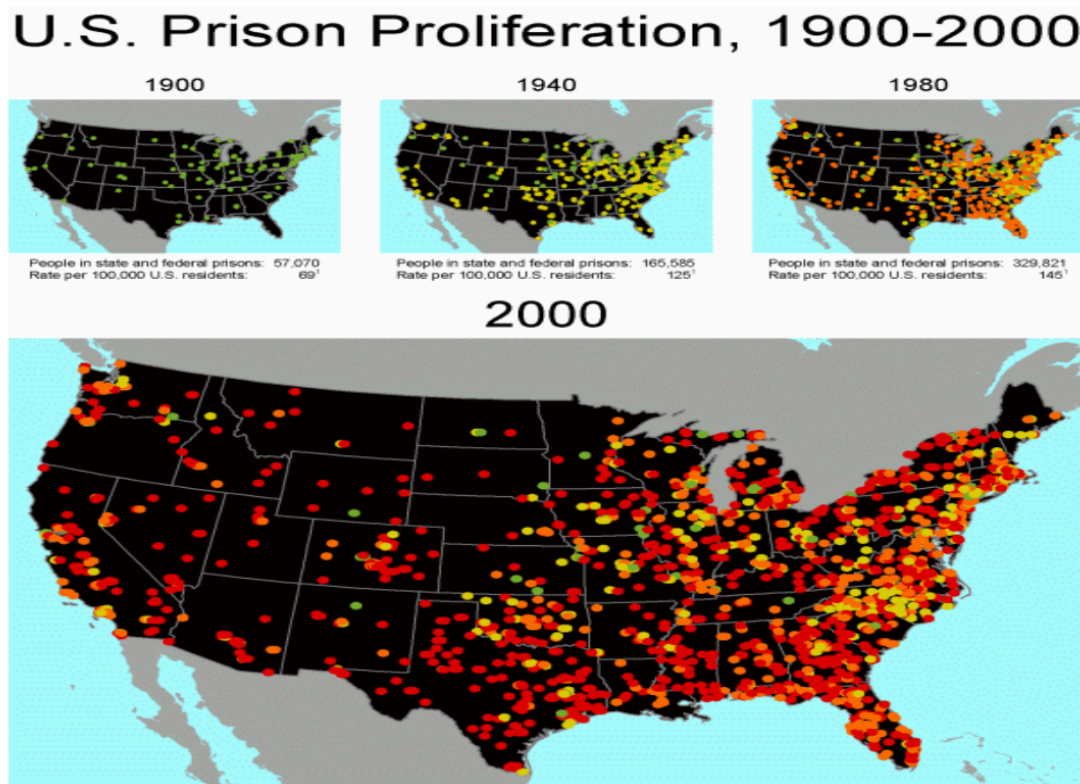 U.S. Prison Proliferation, 1900-2000
1900
1940
1980
People in state and federal prisons: 57,070
Rate per 100,000 U.S. residents: 69¹
People in state and federal prisons: 165,585
Rate per 100,000 U.S. residents: 125¹
People in state and federal prisons: 329,821
Rate per 100,000 U.S. residents: 145¹
2000